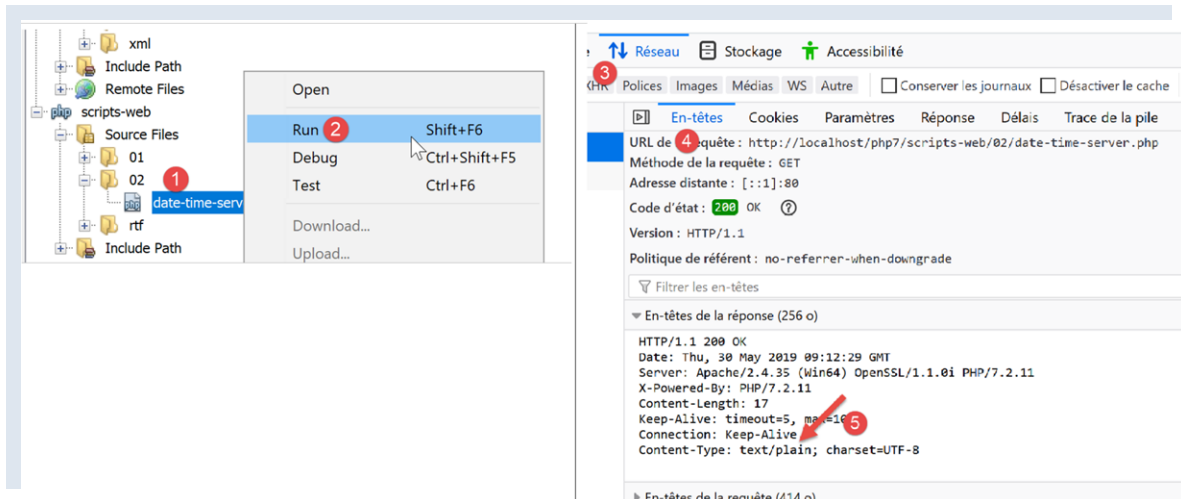 xml
Include Path
Remote Files
php scripts-web
Source Files
01
02 1
date-time-serv
rtf
Include Path
Open
Run 2 Shift+F6
Debug Ctrl+Shift+F5
Test Ctrl+F6
Download...
Upload...
Réseau Stockage Accessibilité
3
XHR Polices Images Médias WS Autre Conserver les journaux Désactiver le cache
En-têtes Cookies Paramètres Réponse Délais Trace de la pile
URL de 4 quête : http://localhost/php7/scripts-web/02/date-time-server.php
Méthode de la requête : GET
Adresse distante : [::1]:80
Code d'état : 200 OK ?
Version : HTTP/1.1
Politique de référent : no-referrer-when-downgrade
Filtrer les en-têtes
En-têtes de la réponse (256 o)
HTTP/1.1 200 OK
Date: Thu, 30 May 2019 09:12:29 GMT
Server: Apache/2.4.35 (Win64) OpenSSL/1.1.0i PHP/7.2.11
X-Powered-By: PHP/7.2.11
Content-Length: 17
Keep-Alive: timeout=5, 5
Connection: Keep-Alive
Content-Type: text/plain; charset=UTF-8
En-têtes de la requête (414 o)